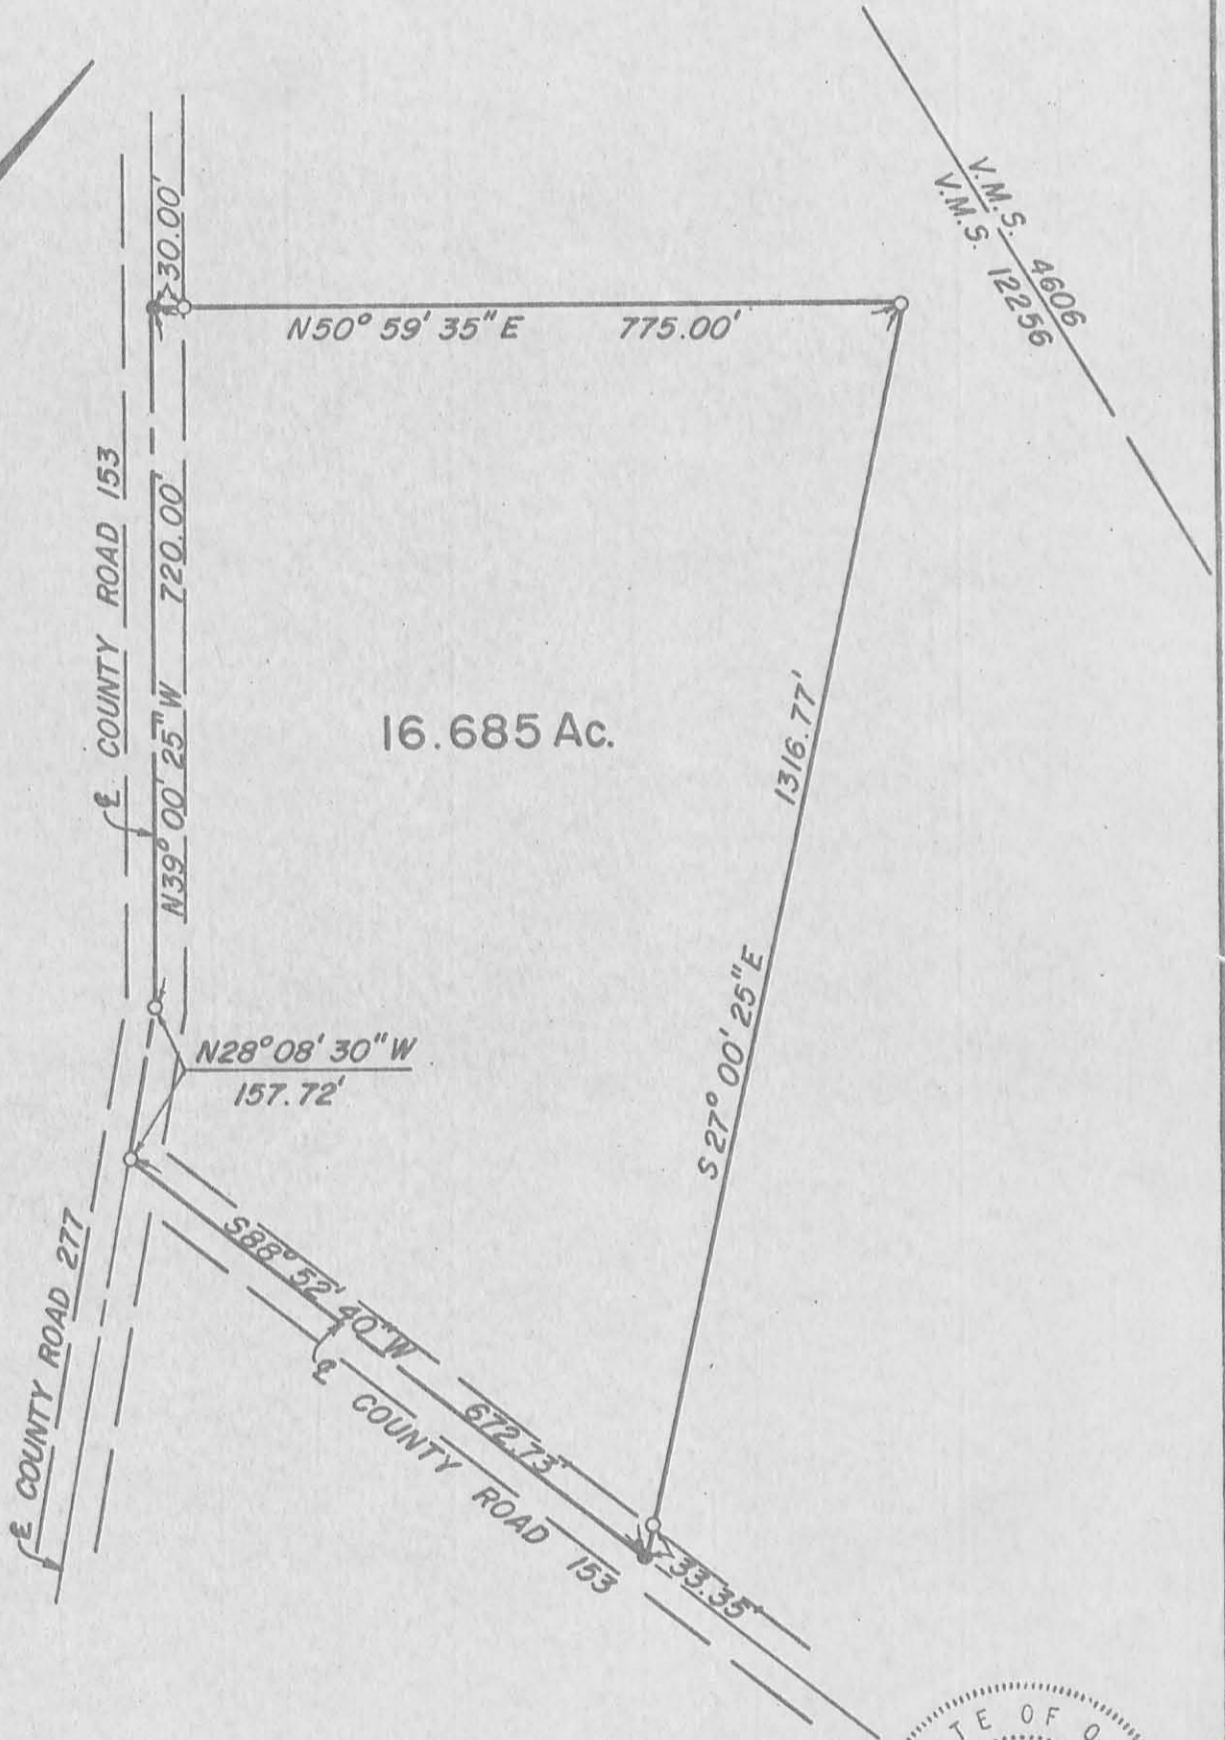 V.M.S. 4606
V.M.S. 12256
30.00'
N50° 59' 35" E 775.00'
℄ COUNTY ROAD 153
N39° 00' 25" W 720.00'
16.685 Ac.
1316.77'
S 27° 00' 25" E
N28° 08' 30" W
157.72'
S88° 52' 40" W 672.73'
℄ COUNTY ROAD 277
℄ COUNTY ROAD 153
33.35'
TE OF O